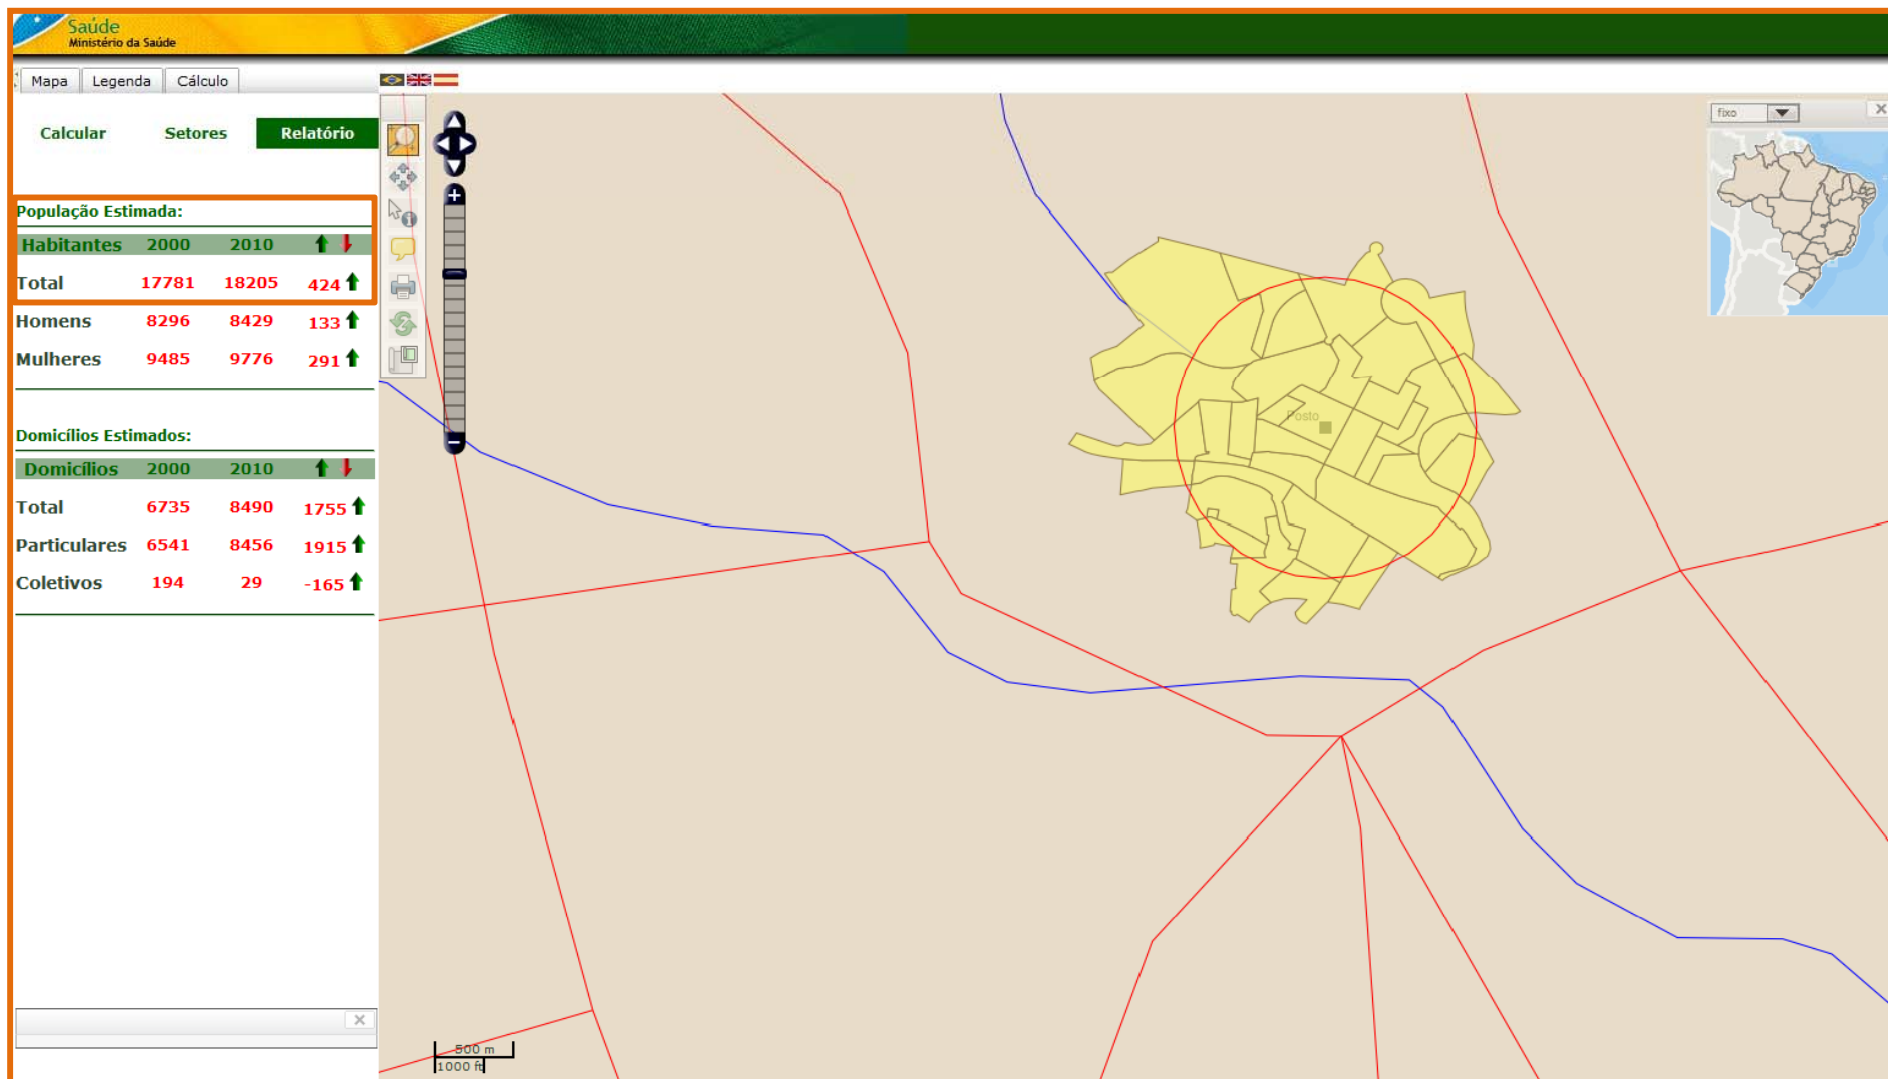 Saúde
Ministério da Saúde
Mapa Legenda Cálculo
Calcular Setores Relatório
fixo
População Estimada:
Habitantes 2000 2010
Total 17781 18205 424
Homens 8296 8429 133
Mulheres 9485 9776 291
Posto
Domicílios Estimados:
Domicílios 2000 2010
Total 6735 8490 1755
Particulares 6541 8456 1915
Coletivos 194 29 -165
500 m
1000 ft